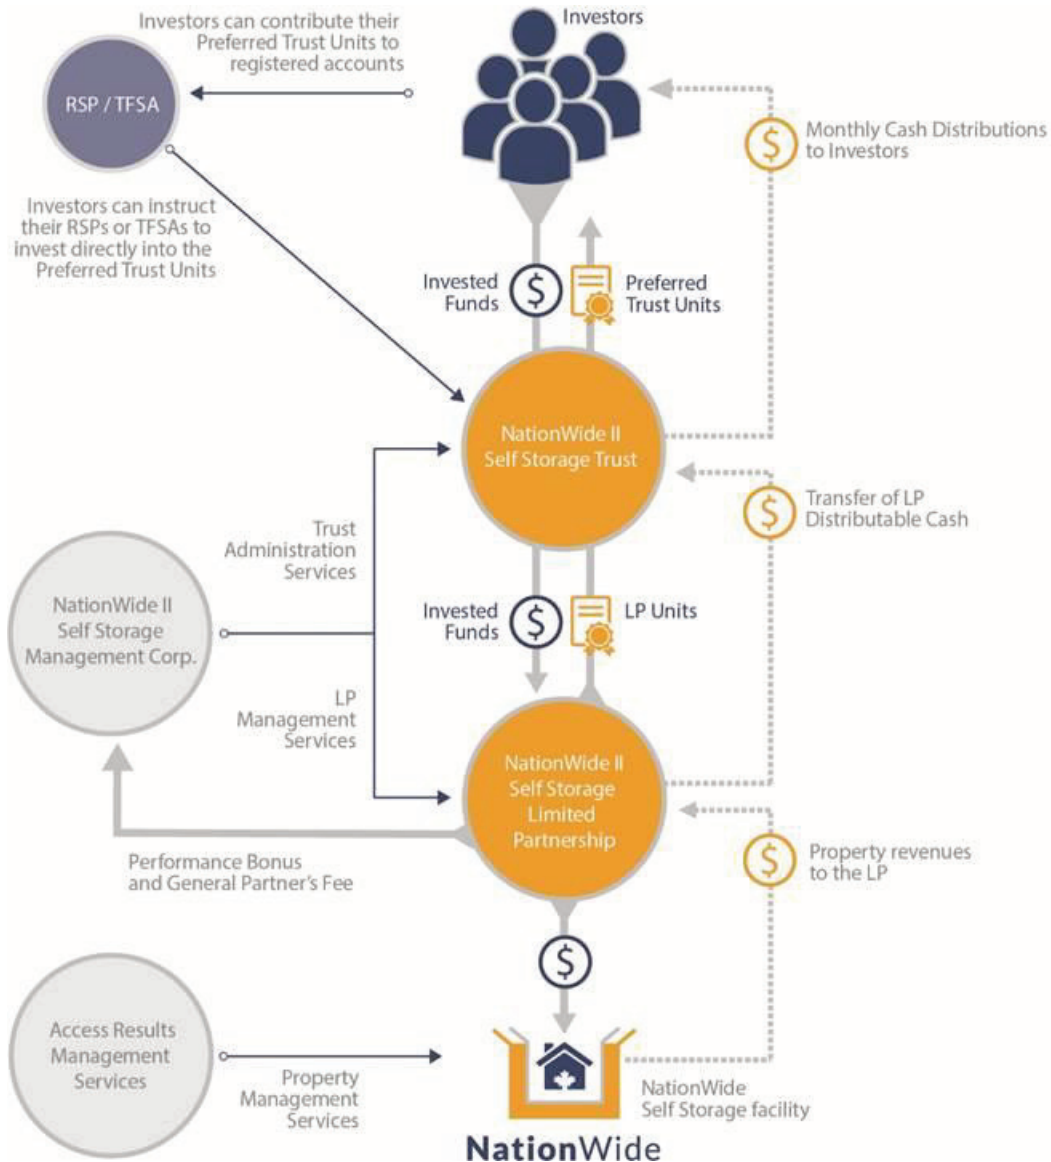 Investors can contribute their
Preferred Trust Units to
registered accounts
Investors
RSP / TFSA
$
Monthly Cash Distributions
to Investors
Investors can instruct
their RSPs or TFSAs to
invest directly into the
Preferred Trust Units
Invested
Funds
$
Preferred
Trust Units
NationWide II
Self Storage Trust
$
Transfer of LP
Distributable Cash
Trust
Administration
Services
NationWide II
Self Storage
Management Corp.
Invested
Funds
$
LP Units
LP
Management
Services
NationWide II
Self Storage
Limited
Partnership
$
Property revenues
to the LP
Performance Bonus
and General Partner's Fee
$
Access Results
Management
Services
Property
Management
Services
NationWide
Self Storage facility
NationWide